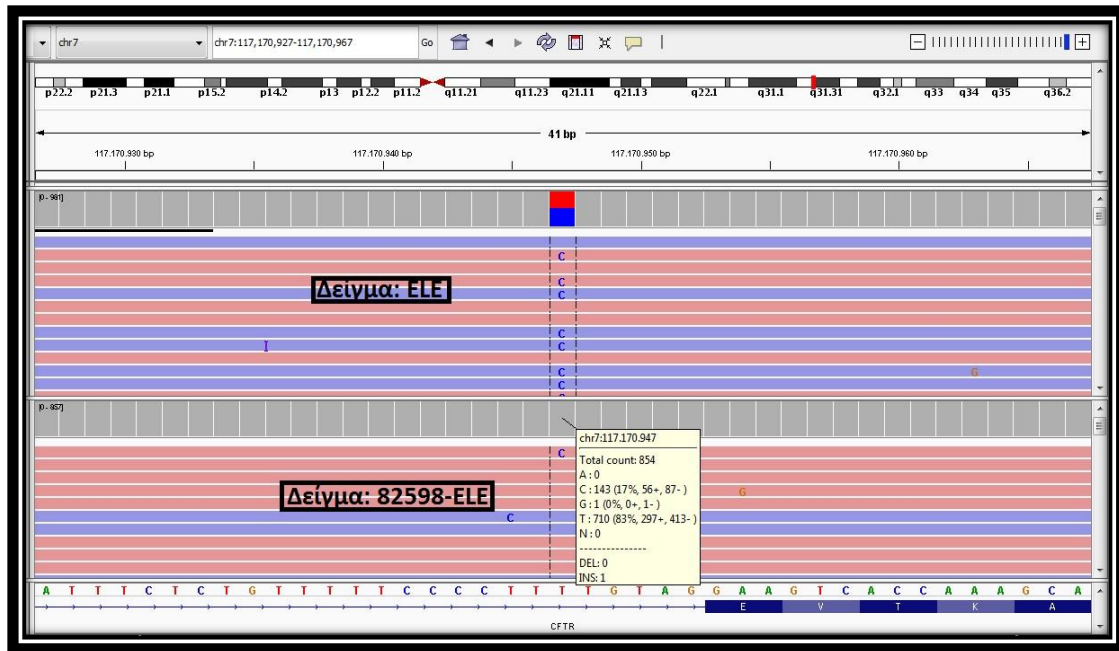 chr7 chr7:117,170,927-117,170,967 Go
p22.2 p21.3 p21.1 p15.2 p14.2 p13 p12.2 p11.2 q11.21 q11.23 q21.11 q21.13 q22.1 q31.1 q31.31 q32.1 q33 q34 q35 q36.2
41 bp
117.170.930 bp 117.170.940 bp 117.170.950 bp 117.170.960 bp
[0 - 981]
C
Δείγμα: ELE
C
C
C
I C
C G
C
[0 - 857]
chr7:117.170.947
C Total count: 854
A : 0
C : 143 (17%, 56+, 87- )
G : 1 (0%, 0+, 1- )
T : 710 (83%, 297+, 413- )
N : 0
---------------
DEL: 0
INS: 1
Δείγμα: 82598-ELE
G
C
A T T T C T C T G T T T T T C C C C T T T T G T A G G A A G T C A C C A A A G C A
E V T K A
CFTR